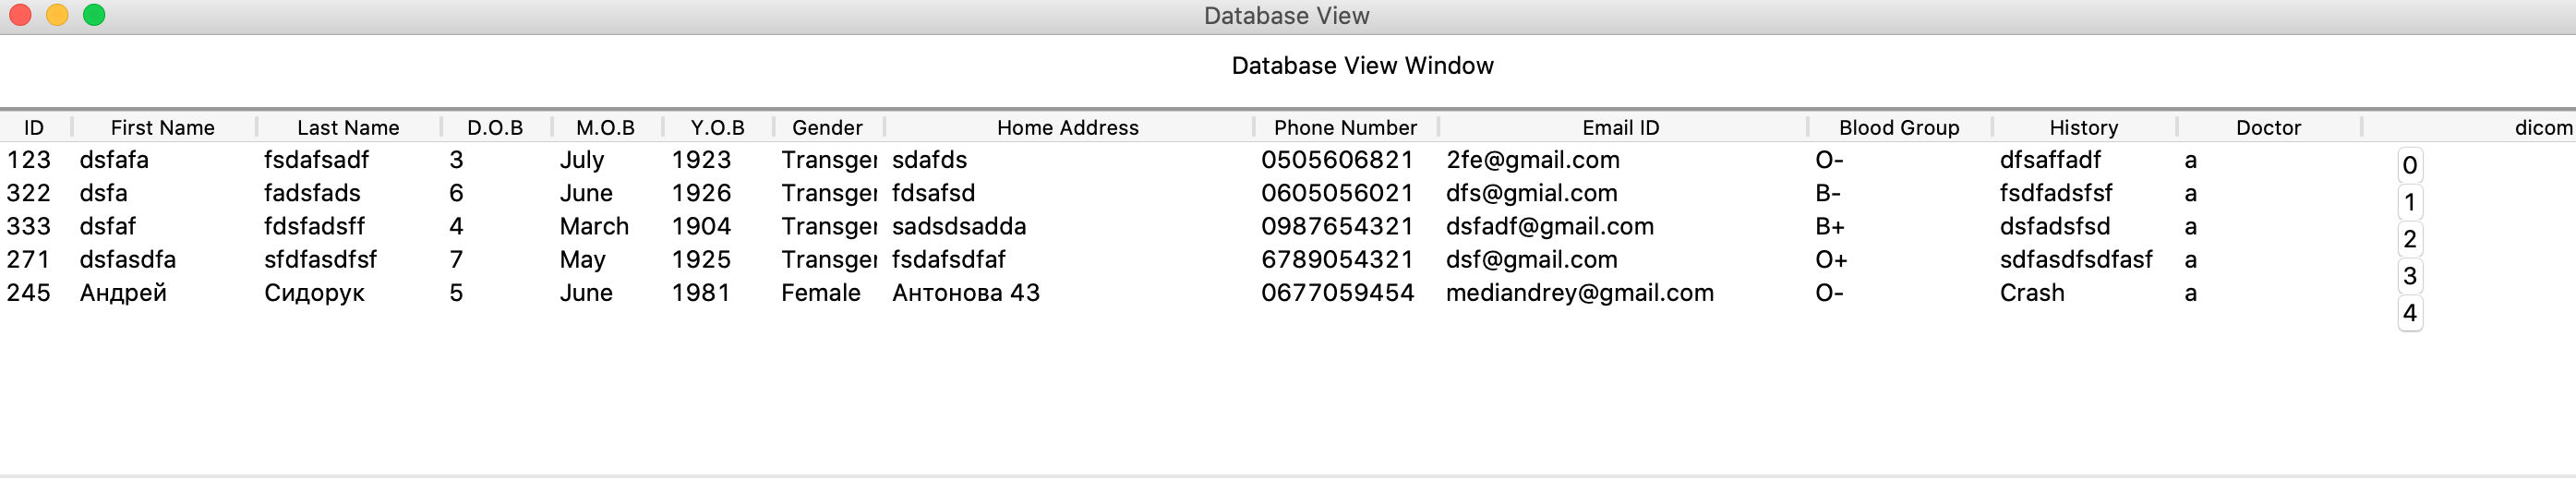 Database View
Database View Window
ID First Name Last Name D.O.B M.O.B Y.O.B Gender Home Address Phone Number Email ID Blood Group History Doctor dicom
123 dsfafa fsdafsadf 3 July 1923 Transger sdafds 0505606821 2fe@gmail.com O- dfsaffadf a 0
322 dsfa fadsfads 6 June 1926 Transger fdsafsd 0605056021 dfs@gmial.com B- fsdfadsfsf a 1
333 dsfaf fdsfadsff 4 March 1904 Transger sadsdsadda 0987654321 dsfadf@gmail.com B+ dsfadsfsd a 2
271 dsfasdfa sfdfasdfsf 7 May 1925 Transger fsdafsdfaf 6789054321 dsf@gmail.com O+ sdfasdfsdfasf a 3
245 Андрей Сидорук 5 June 1981 Female Антонова 43 0677059454 mediandrey@gmail.com O- Crash a 4